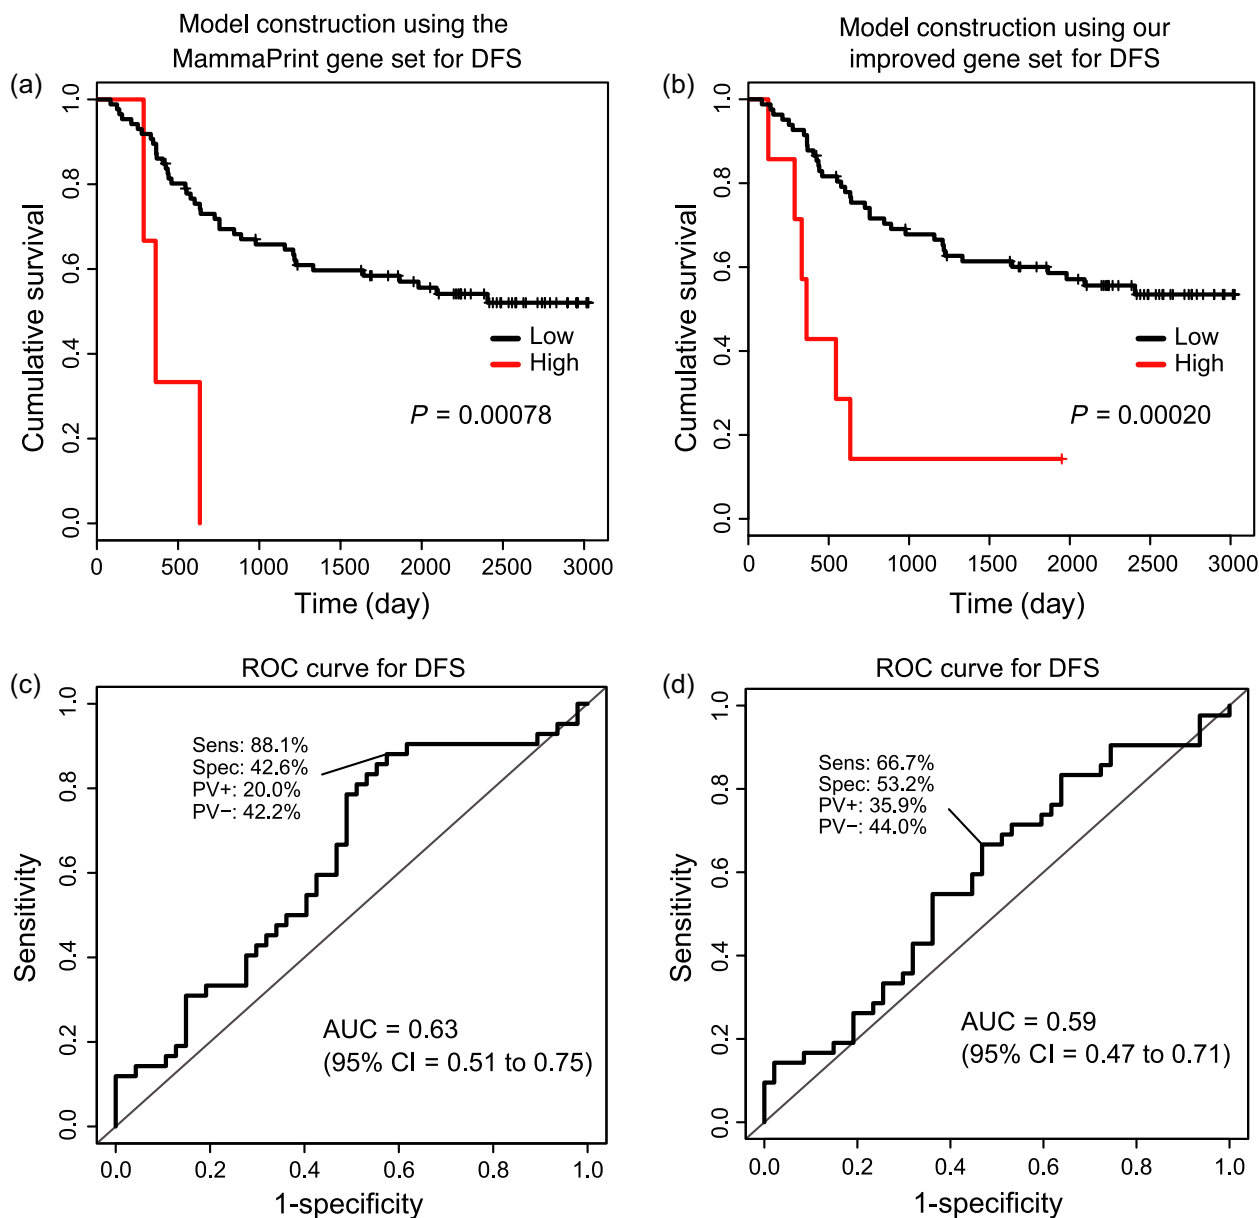 Model construction using the
MammaPrint gene set for DFS
(a)
Cumulative survival
1.0
0.8
0.6
0.4
0.2
0.0
Low
High
P = 0.00078
0 500 1000 1500 2000 2500 3000
Time (day)
Model construction using our
improved gene set for DFS
(b)
Cumulative survival
1.0
0.8
0.6
0.4
0.2
0.0
Low
High
P = 0.00020
0 500 1000 1500 2000 2500 3000
Time (day)
ROC curve for DFS
(c)
Sensitivity
1.0
0.8
0.6
0.4
0.2
0.0
Sens: 88.1%
Spec: 42.6%
PV+: 20.0%
PV−: 42.2%
AUC = 0.63
(95% CI = 0.51 to 0.75)
0.0 0.2 0.4 0.6 0.8 1.0
1-specificity
ROC curve for DFS
(d)
Sensitivity
1.0
0.8
0.6
0.4
0.2
0.0
Sens: 66.7%
Spec: 53.2%
PV+: 35.9%
PV−: 44.0%
AUC = 0.59
(95% CI = 0.47 to 0.71)
0.0 0.2 0.4 0.6 0.8 1.0
1-specificity